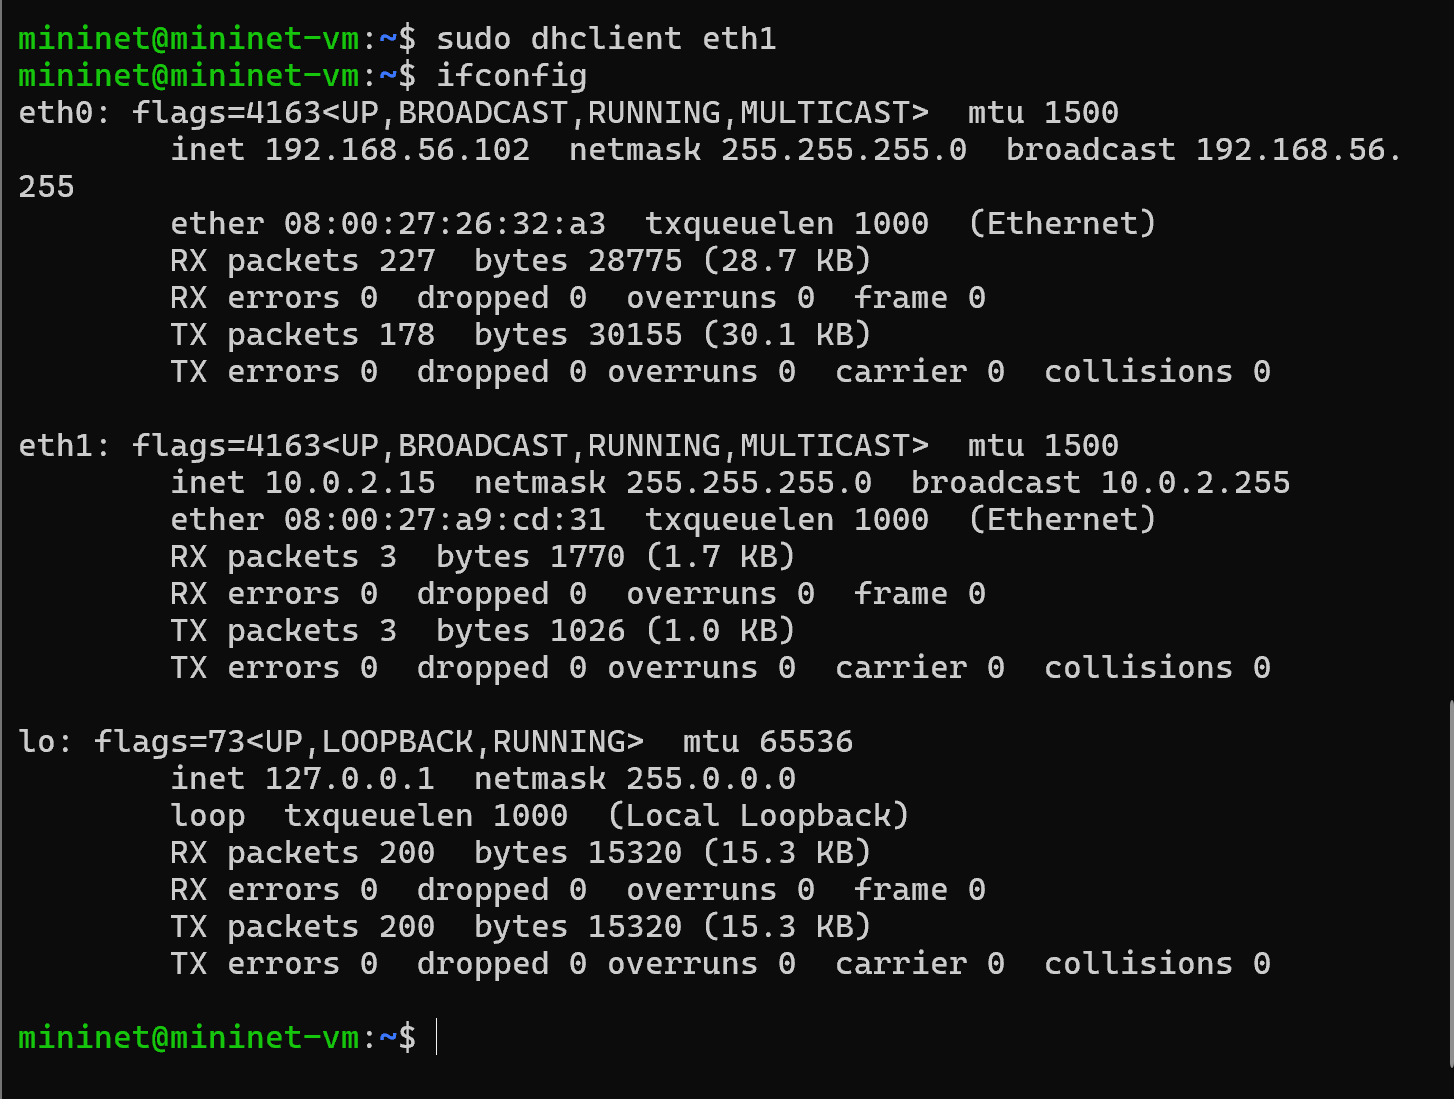 mininet@mininet-vm:~$ sudo dhclient eth1
mininet@mininet-vm:~$ ifconfig
eth0: flags=4163<UP,BROADCAST,RUNNING,MULTICAST>  mtu 1500
        inet 192.168.56.102  netmask 255.255.255.0  broadcast 192.168.56.
255
        ether 08:00:27:26:32:a3  txqueuelen 1000  (Ethernet)
        RX packets 227  bytes 28775 (28.7 KB)
        RX errors 0  dropped 0  overruns 0  frame 0
        TX packets 178  bytes 30155 (30.1 KB)
        TX errors 0  dropped 0 overruns 0  carrier 0  collisions 0

eth1: flags=4163<UP,BROADCAST,RUNNING,MULTICAST>  mtu 1500
        inet 10.0.2.15  netmask 255.255.255.0  broadcast 10.0.2.255
        ether 08:00:27:a9:cd:31  txqueuelen 1000  (Ethernet)
        RX packets 3  bytes 1770 (1.7 KB)
        RX errors 0  dropped 0  overruns 0  frame 0
        TX packets 3  bytes 1026 (1.0 KB)
        TX errors 0  dropped 0 overruns 0  carrier 0  collisions 0

lo: flags=73<UP,LOOPBACK,RUNNING>  mtu 65536
        inet 127.0.0.1  netmask 255.0.0.0
        loop  txqueuelen 1000  (Local Loopback)
        RX packets 200  bytes 15320 (15.3 KB)
        RX errors 0  dropped 0  overruns 0  frame 0
        TX packets 200  bytes 15320 (15.3 KB)
        TX errors 0  dropped 0 overruns 0  carrier 0  collisions 0

mininet@mininet-vm:~$